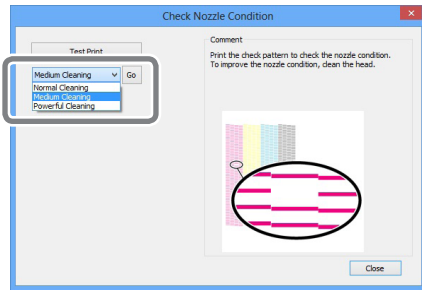 Check Nozzle Condition
Test Print
Medium Cleaning
Go
Normal Cleaning
Medium Cleaning
Powerful Cleaning
Comment
Print the check pattern to check the nozzle condition.
To improve the nozzle condition, clean the head.
Close